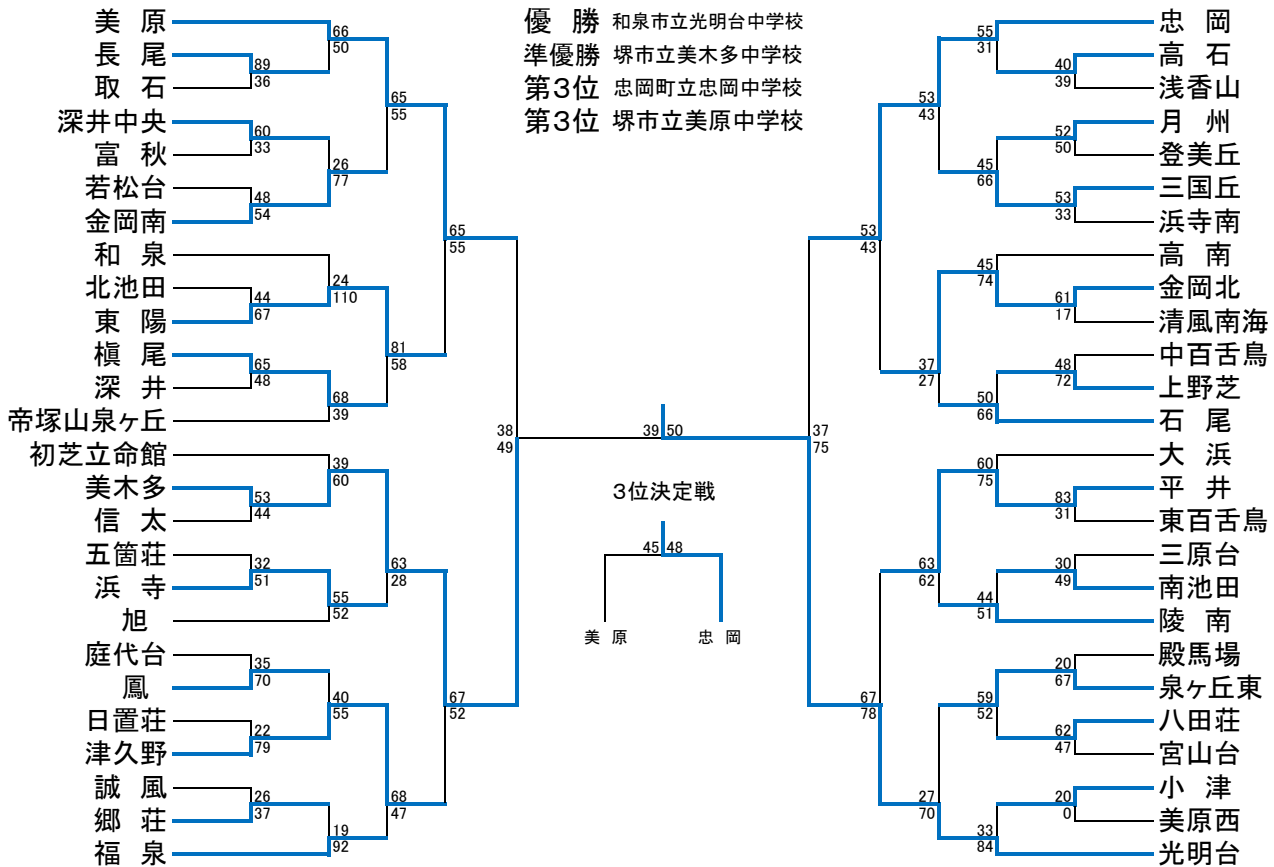 優 勝 和泉市立光明台中学校
準優勝 堺市立美木多中学校
第3位 忠岡町立忠岡中学校
第3位 堺市立美原中学校
美 原
長 尾
取 石
深井中央
富 秋
若松台
金岡南
和 泉
北池田
東 陽
槇 尾
深 井
帝塚山泉ヶ丘
初芝立命館
美木多
信 太
五箇荘
浜 寺
旭
庭代台
鳳
日置荘
津久野
誠 風
郷 荘
福 泉
66
50
89
36
60
33
26
77
48
54
65
55
24
110
44
67
65
48
68
39
81
58
65
55
39
60
53
44
32
51
55
52
63
28
35
70
40
55
22
79
26
37
19
92
68
47
67
52
38
49
39 50
3位決定戦
45 48
美 原 忠 岡
37
75
53
43
53
43
55
31
40
39
52
50
45
66
53
33
45
74
61
17
37
27
48
72
50
66
60
75
83
31
63
62
30
49
44
51
67
78
20
67
59
52
62
47
27
70
20
0
33
84
忠 岡
高 石
浅香山
月 州
登美丘
三国丘
浜寺南
高 南
金岡北
清風南海
中百舌鳥
上野芝
石 尾
大 浜
平 井
東百舌鳥
三原台
南池田
陵 南
殿馬場
泉ヶ丘東
八田荘
宮山台
小 津
美原西
光明台